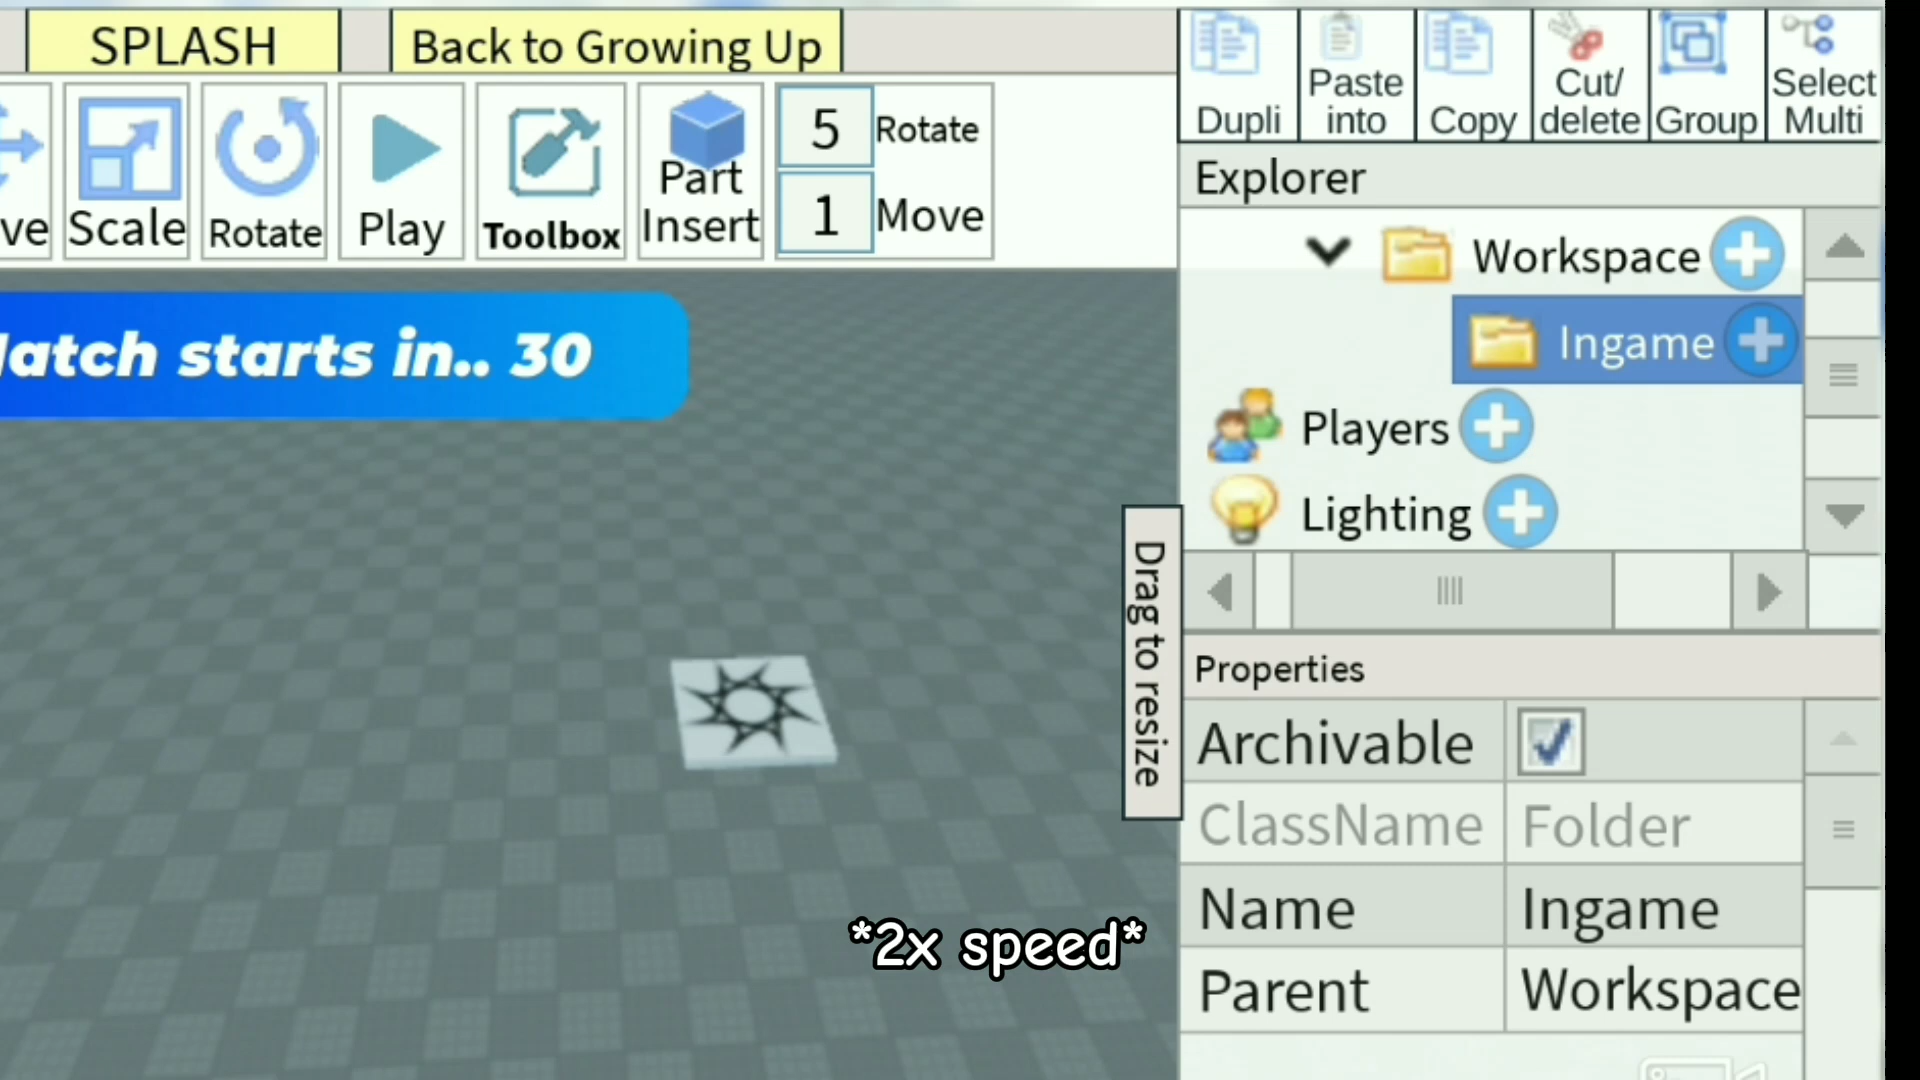 SPLASH
Back to Growing Up
ve
Scale
Rotate
Play
Toolbox
Part
Insert
5
Rotate
1
Move
Dupli
Paste
into
Copy
Cut/
delete
Group
Select
Multi
Explorer
Workspace
Ingame
Players
Lighting
atch starts in.. 30
Drag to resize
Properties
Archivable
ClassName
Folder
Name
Ingame
Parent
Workspace
*2x speed*